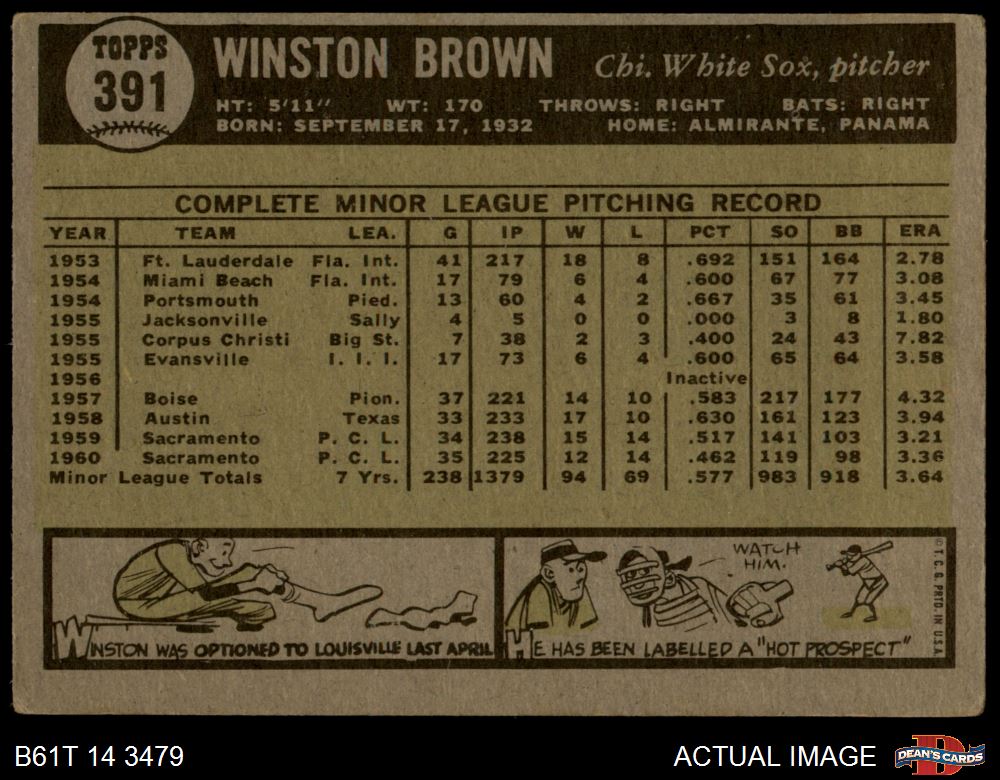 TOPPS
391
WINSTON BROWN Chi. White Sox, pitcher
HT: 5'11" WT: 170 THROWS: RIGHT BATS: RIGHT
BORN: SEPTEMBER 17, 1932 HOME: ALMIRANTE, PANAMA
COMPLETE MINOR LEAGUE PITCHING RECORD
YEAR TEAM LEA. G IP W L PCT SO BB ERA
1953 Ft. Lauderdale Fla. Int. 41 217 18 8 .692 151 164 2.78
1954 Miami Beach Fla. Int. 17 79 6 4 .600 67 77 3.08
1954 Portsmouth Pied. 13 60 4 2 .667 35 61 3.45
1955 Jacksonville Sally 4 5 0 0 .000 3 8 1.80
1955 Corpus Christi Big St. 7 38 2 3 .400 24 43 7.82
1955 Evansville I. I. I. 17 73 6 4 .600 65 64 3.58
1956 Inactive
1957 Boise Pion. 37 221 14 10 .583 217 177 4.32
1958 Austin Texas 33 233 17 10 .630 161 123 3.94
1959 Sacramento P. C. L. 34 238 15 14 .517 141 103 3.21
1960 Sacramento P. C. L. 35 225 12 14 .462 119 98 3.36
Minor League Totals 7 Yrs. 238 1379 94 69 .577 983 918 3.64
WINSTON WAS OPTIONED TO LOUISVILLE LAST APRIL
WATCH
HIM.
HE HAS BEEN LABELLED A "HOT PROSPECT"
© T. C. G. PRTD. IN U.S.A.
B61T 14 3479 ACTUAL IMAGE
D
DEAN'S CARDS